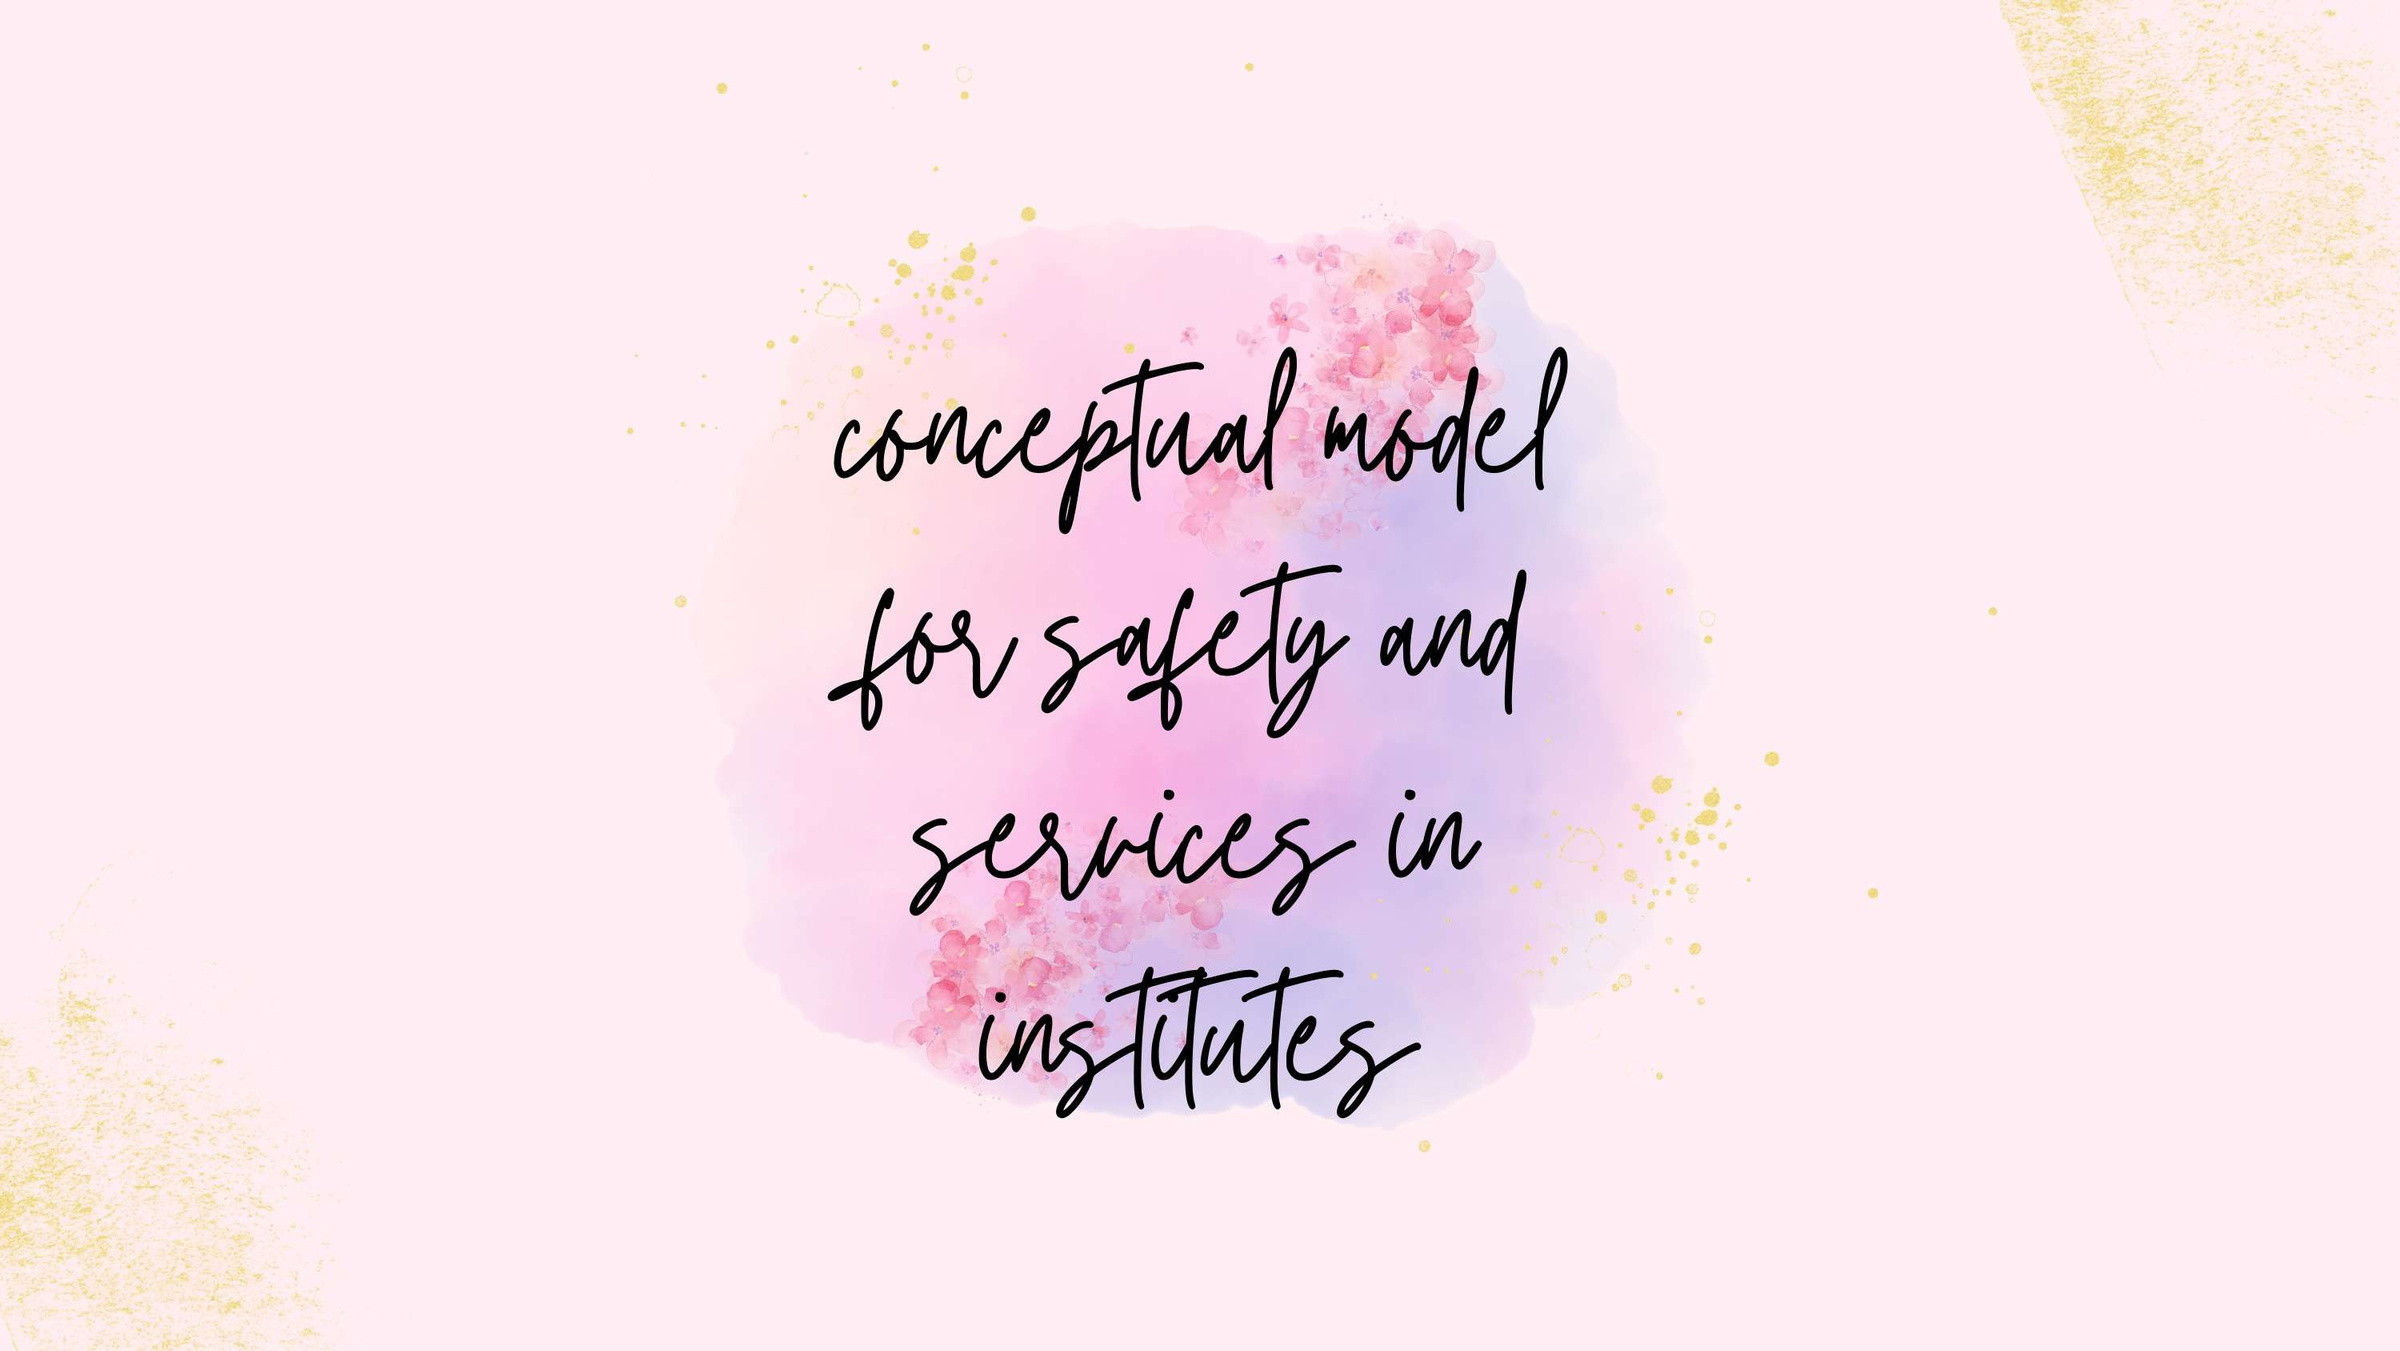 conceptual model
for safety and
services in
institutes